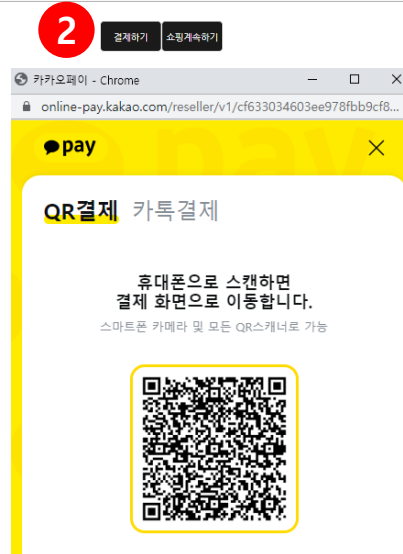 2
결제하기 쇼핑계속하기
카카오페이 - Chrome
online-pay.kakao.com/reseller/v1/cf633034603ee978fbb9cf8...
pay
QR결제 카톡결제
휴대폰으로 스캔하면
결제 화면으로 이동합니다.
스마트폰 카메라 및 모든 QR스캐너로 가능